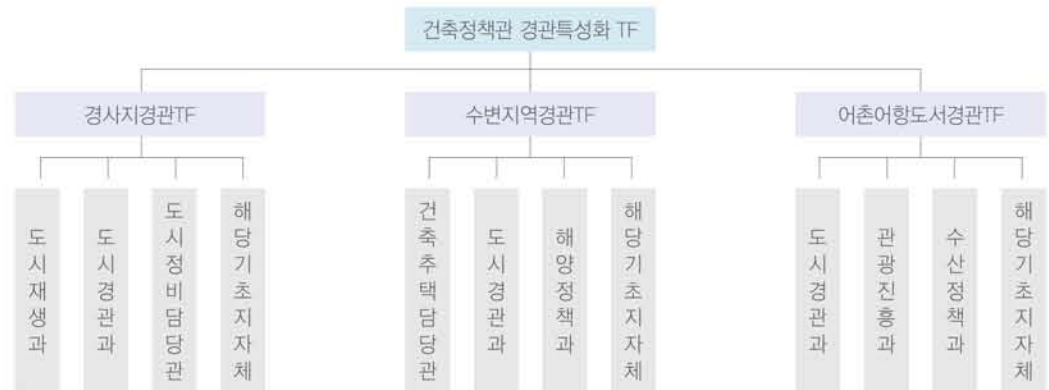 건축정책관 경관특성화 TF
경사지경관TF
수변지역경관TF
어촌어항도서경관TF
도시재생과
도시경관과
도시정비담당관
해당기초지자체
건축추택담당관
도시경관과
해양정책과
해당기초지자체
도시경관과
관광진흥과
수산정책과
해당기초지자체